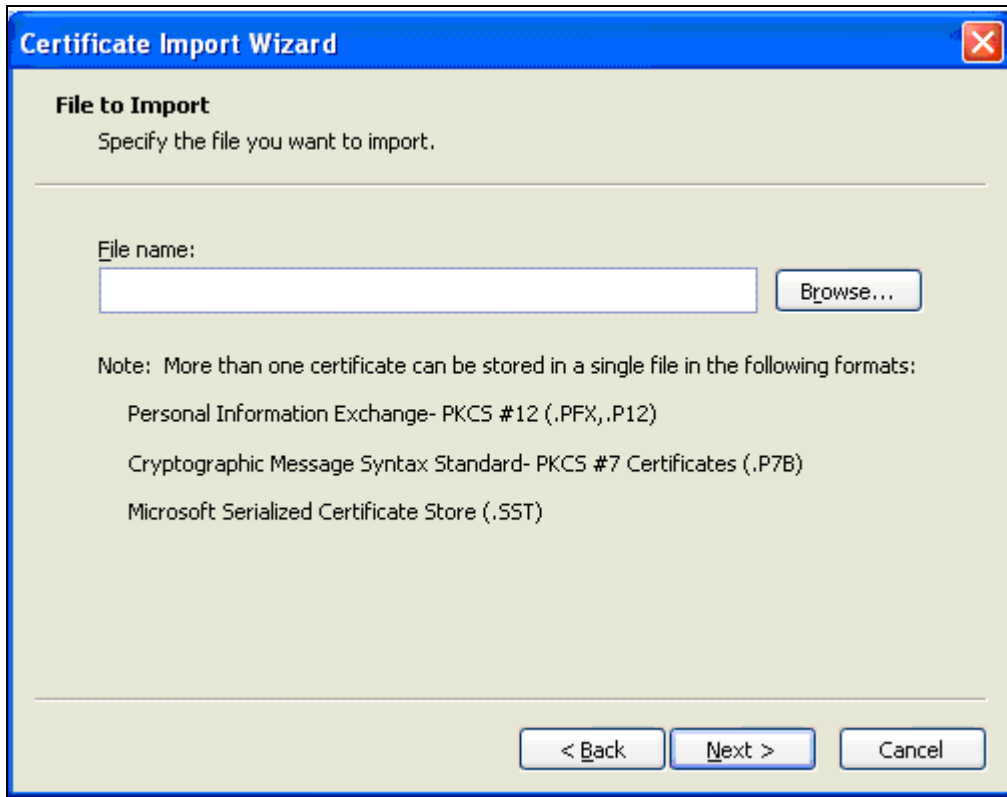 Certificate Import Wizard
File to Import
Specify the file you want to import.
File name:
Browse...
Note: More than one certificate can be stored in a single file in the following formats:
Personal Information Exchange- PKCS #12 (.PFX,.P12)
Cryptographic Message Syntax Standard- PKCS #7 Certificates (.P7B)
Microsoft Serialized Certificate Store (.SST)
< Back Next > Cancel